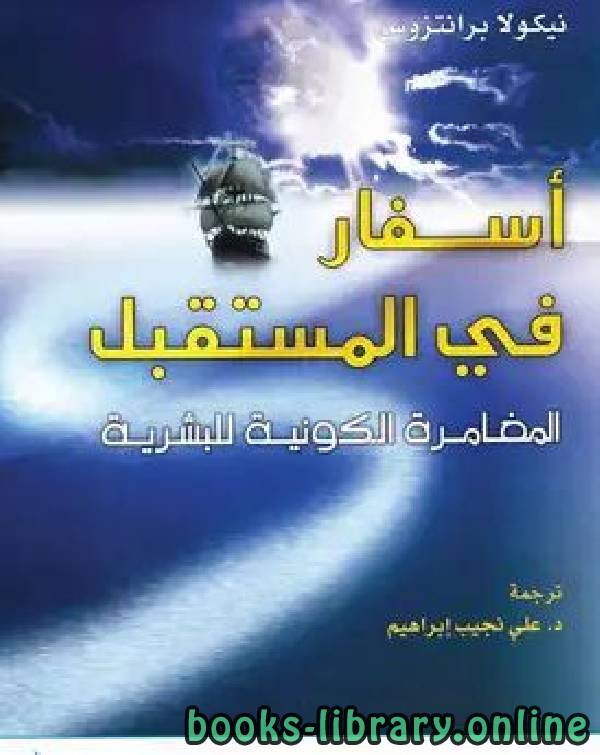 نيكولا برانتزوس
أسفار
في المستقبل
المغامرة الكونية للبشرية
ترجمة
د. علي نجيب إبراهيم
books-library.online